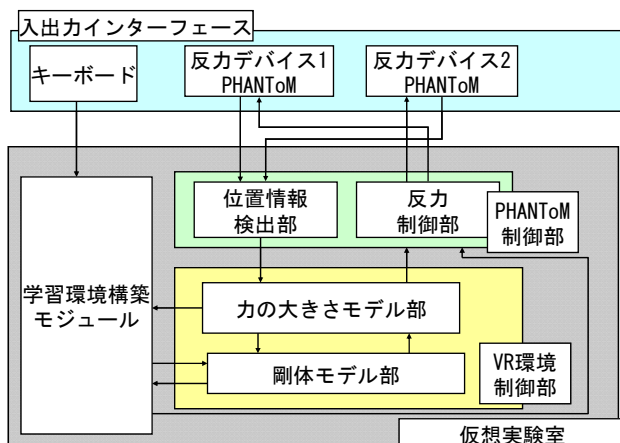 入出力インターフェース
キーボード
反力デバイス1
PHANToM
反力デバイス2
PHANToM
位置情報
検出部
反力
制御部
PHANToM
制御部
学習環境構築
モジュール
力の大きさモデル部
剛体モデル部
VR環境
制御部
仮想実験室